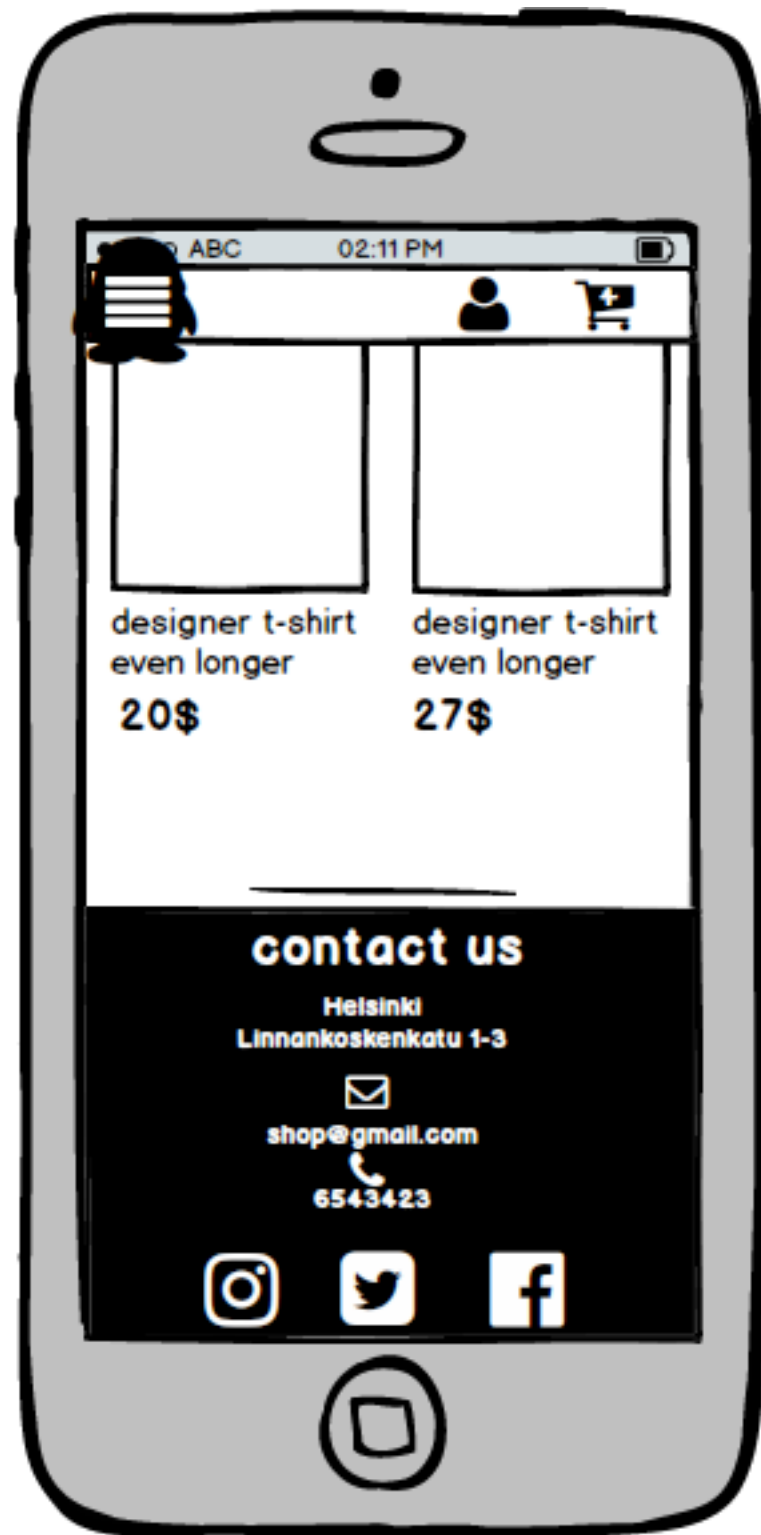 ABC 02:11 PM
designer t-shirt designer t-shirt
even longer even longer
20$ 27$
contact us
Helsinki
Linnankoskenkatu 1-3
shop@gmail.com
6543423